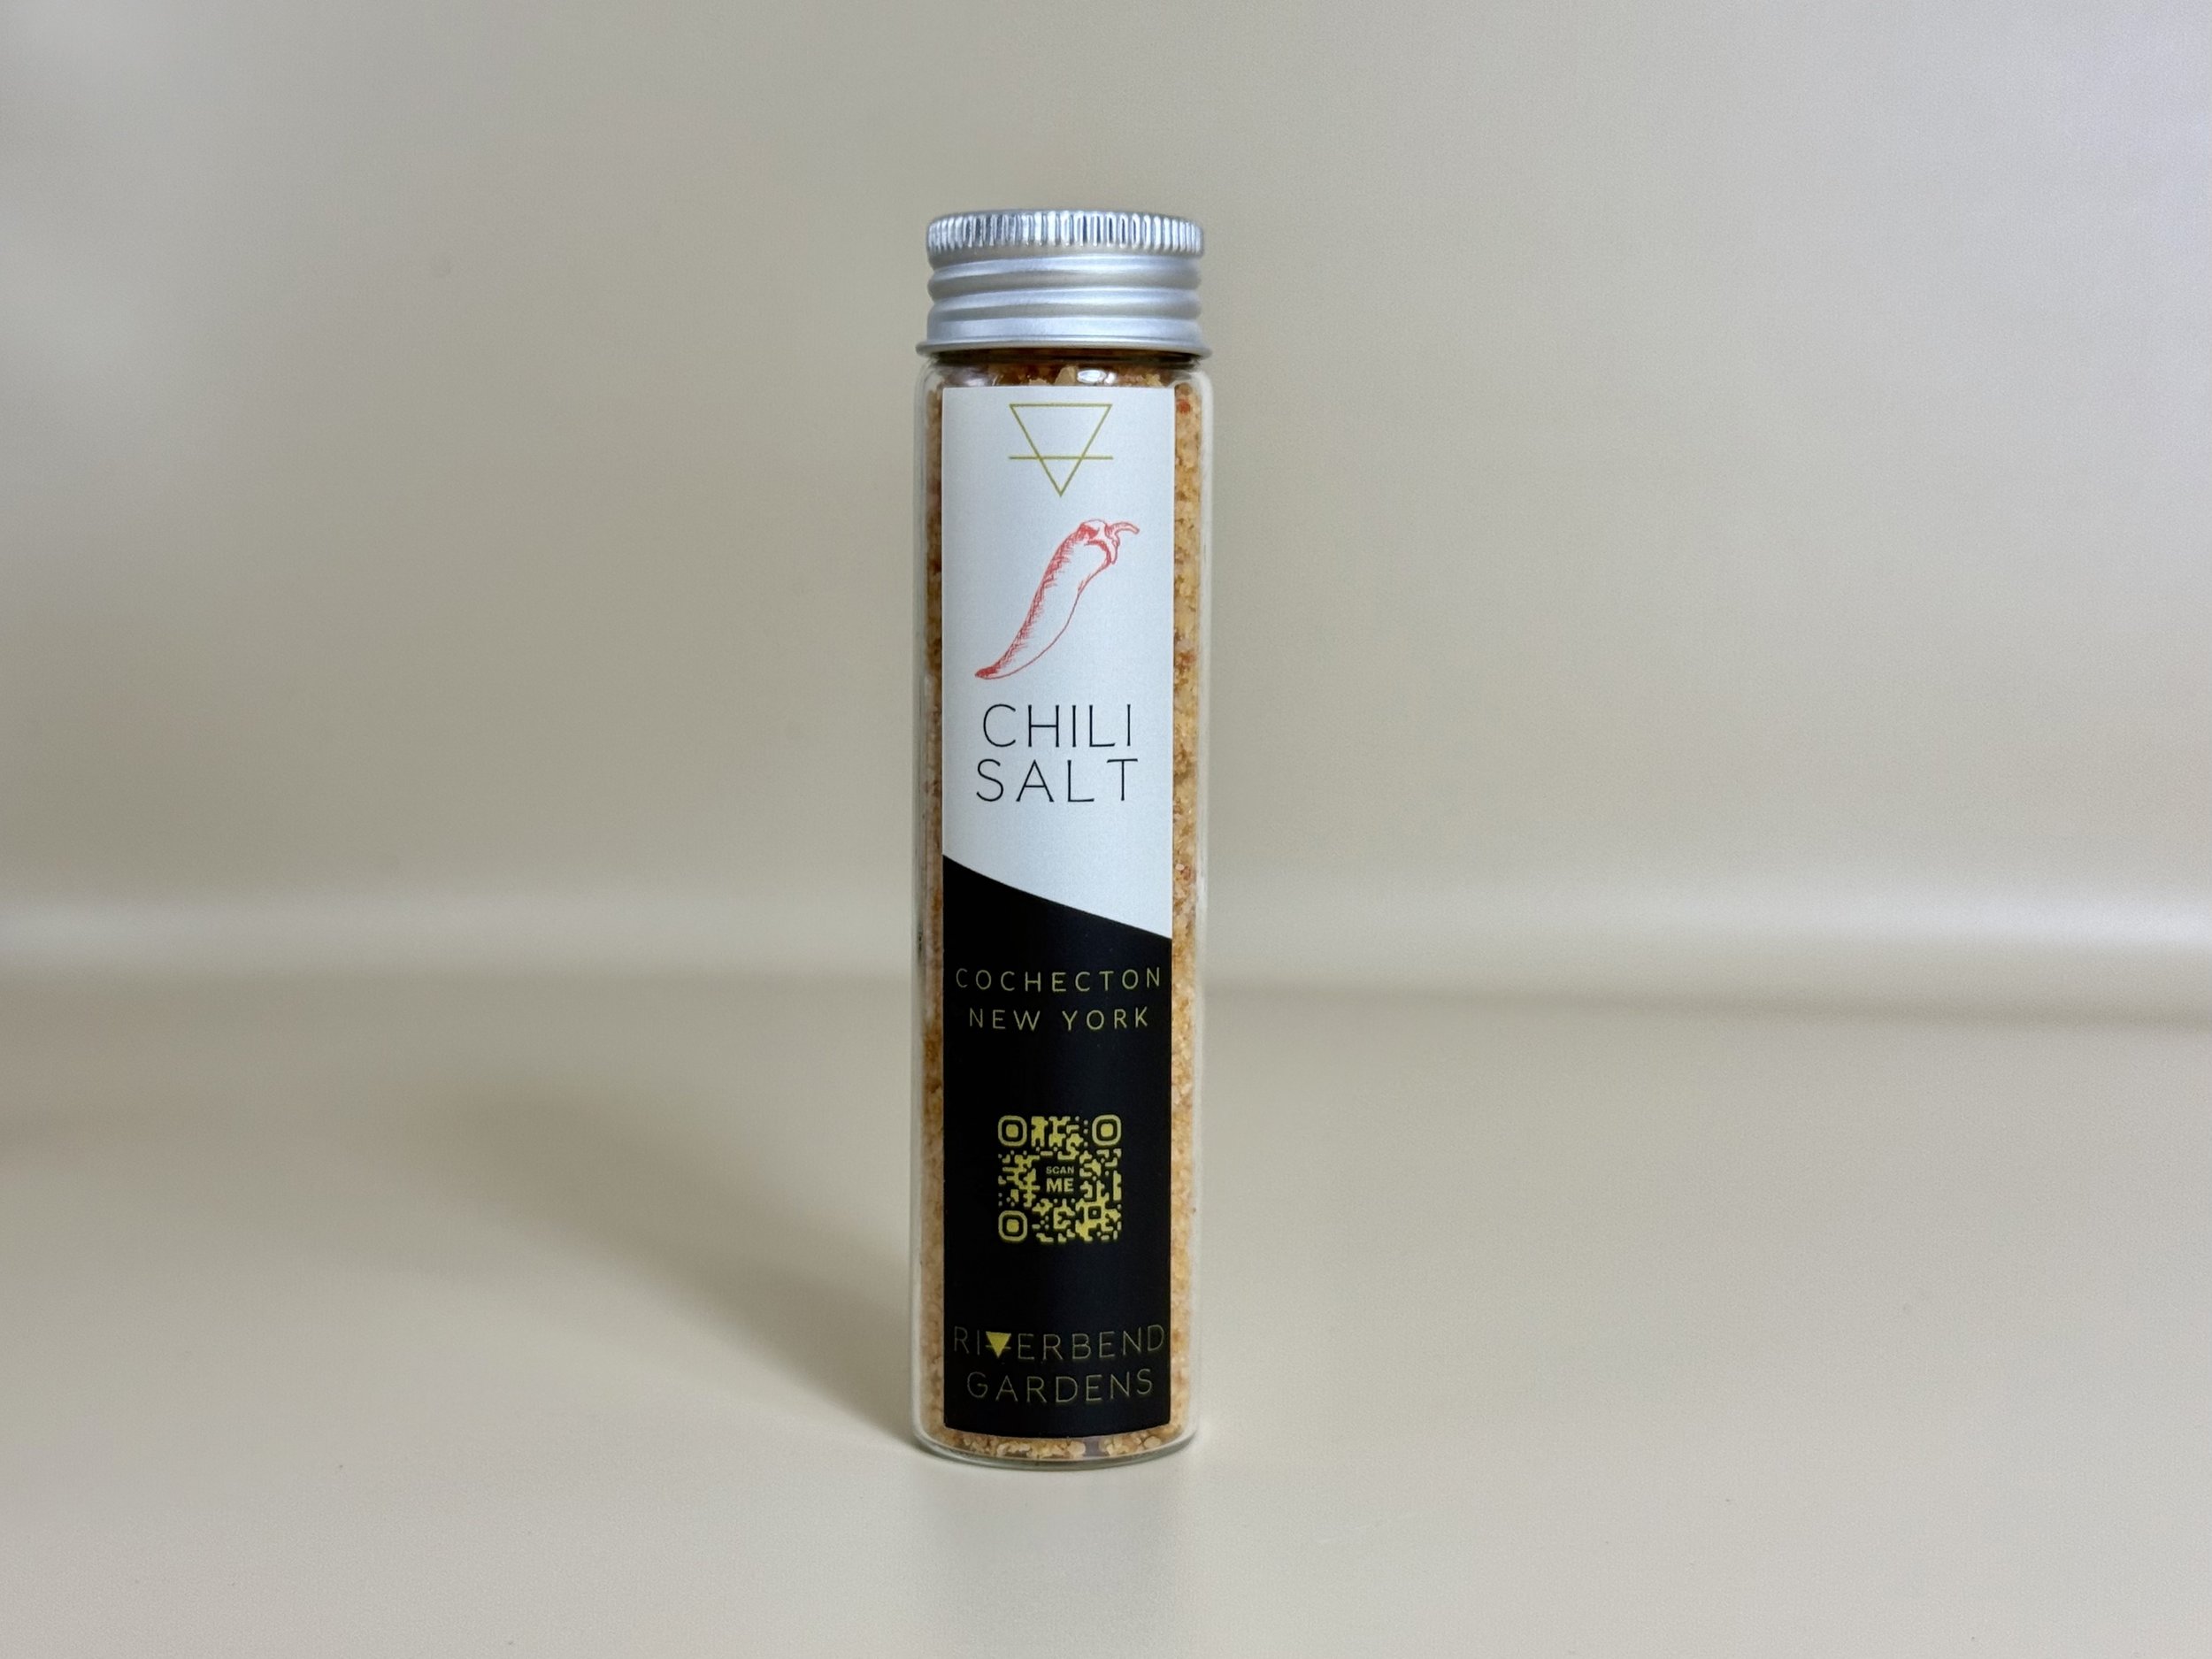 CHILI
SALT
COCHECTON
NEW YORK
SCAN
ME
RIVERBEND
GARDENS